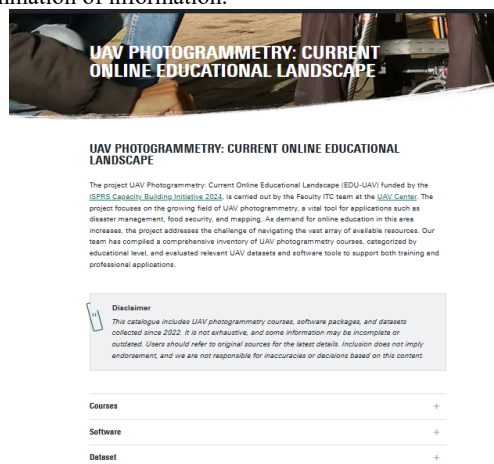 UAV PHOTOGRAMMETRY: CURRENT
ONLINE EDUCATIONAL LANDSCAPE
UAV PHOTOGRAMMETRY: CURRENT ONLINE EDUCATIONAL
LANDSCAPE
The project UAV Photogrammetry: Current Online Educational Landscape (EDU-UAV) funded by the
ISPRS Capacity Building Initiative 2024, is carried out by the Faculty ITC team at the UAV Center. The
project focuses on the growing field of UAV photogrammetry, a vital tool for applications such as
disaster management, food security, and mapping. As demand for online education in this area
increases, the project addresses the challenge of navigating the vast array of available resources. Our
team has compiled a comprehensive inventory of UAV photogrammetry courses, categorized by
educational level, and evaluated relevant UAV datasets and software tools to support both training and
professional applications.
Disclaimer
This catalogue includes UAV photogrammetry courses, software packages, and datasets
collected since 2022. It is not exhaustive, and some information may be incomplete or
outdated. Users should refer to original sources for the latest details. Inclusion does not imply
endorsement, and we are not responsible for inaccuracies or decisions based on this content.
Courses +
Software +
Dataset +